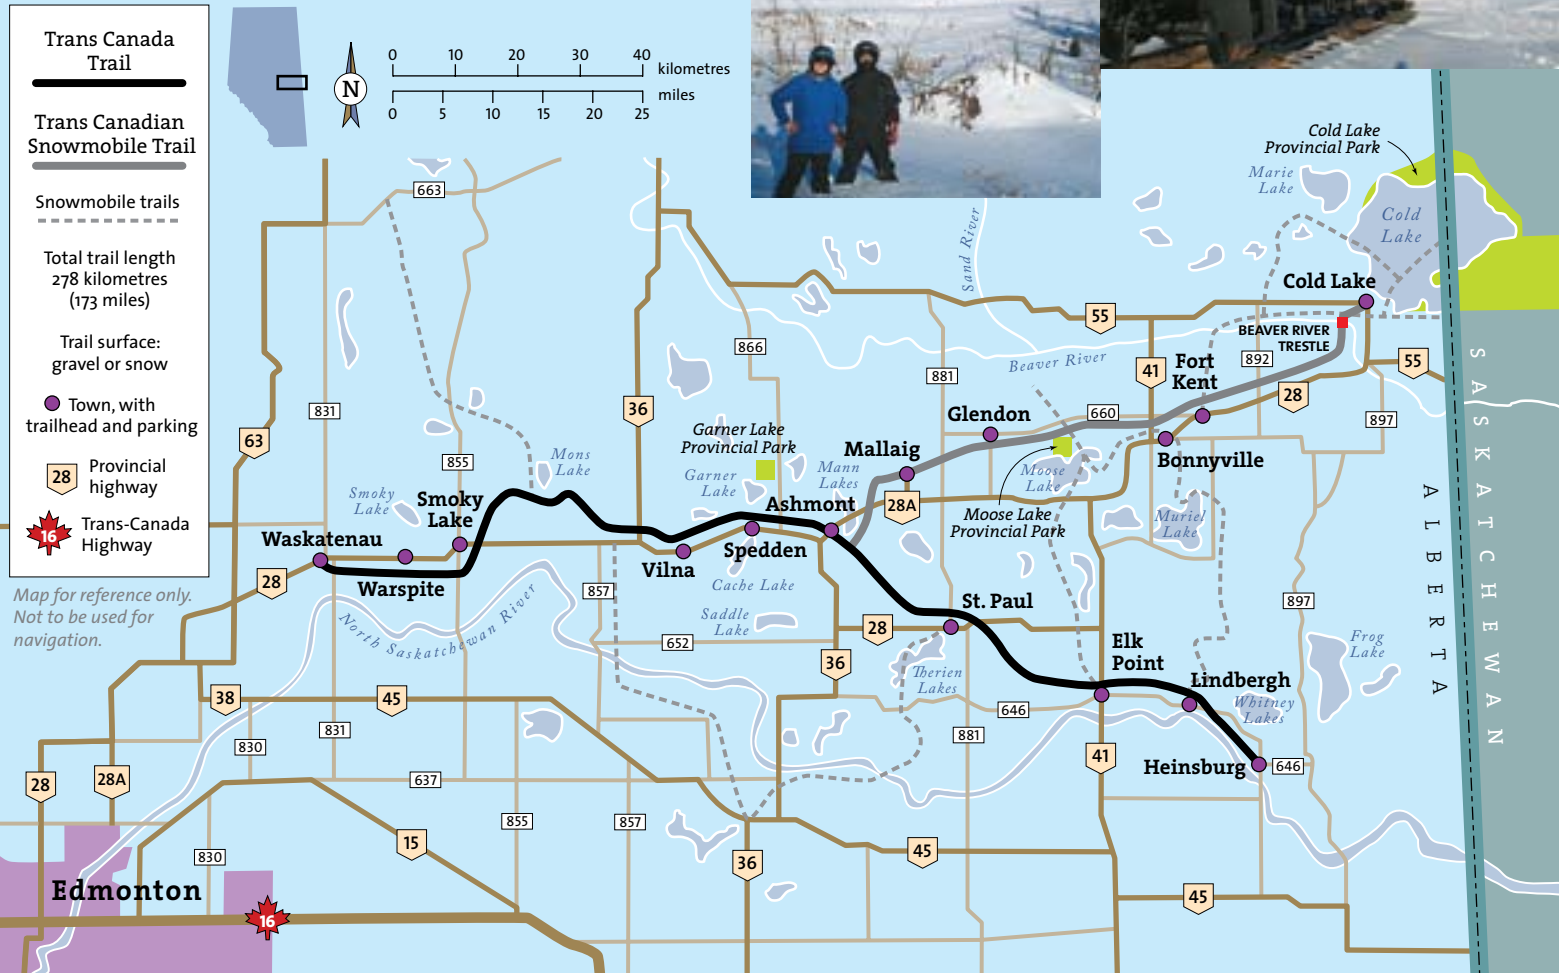 Trans Canada
Trail
Trans Canadian
Snowmobile Trail
Snowmobile trails
Total trail length
278 kilometres
(173 miles)
Trail surface:
gravel or snow
Town, with
trailhead and parking
28
Provincial
highway
16
Trans-Canada
Highway
Map for reference only.
Not to be used for
navigation.
N
0 10 20 30 40
kilometres
miles
0 5 10 15 20 25
Cold Lake
Provincial Park
Marie
Lake
Cold
Lake
663
Sand River
Cold Lake
55
BEAVER RIVER
TRESTLE
866
Beaver River
892
Fort
Kent
41
55
881
28
831
36
63
Glendon
660
897
Garner Lake
Provincial Park
Mallaig
Bonnyville
855
Mons
Lake
Garner
Lake
Mann
Lakes
Moose
Lake
Smoky
Lake
Smoky
Lake
Ashmont
28A
Moose Lake
Provincial Park
Muriel
Lake
Waskatenau
Spedden
Vilna
28
Warspite
857
Cache Lake
St. Paul
897
North Saskatchewan River
Saddle
Lake
652
28
36
Elk
Point
Frog
Lake
Therien
Lakes
Lindbergh
Whitney
Lakes
38
45
646
831
830
881
41
Heinsburg
646
28
28A
637
855
857
15
830
36
45
Edmonton
16
45
ALBERTA
SASKATCHEWAN